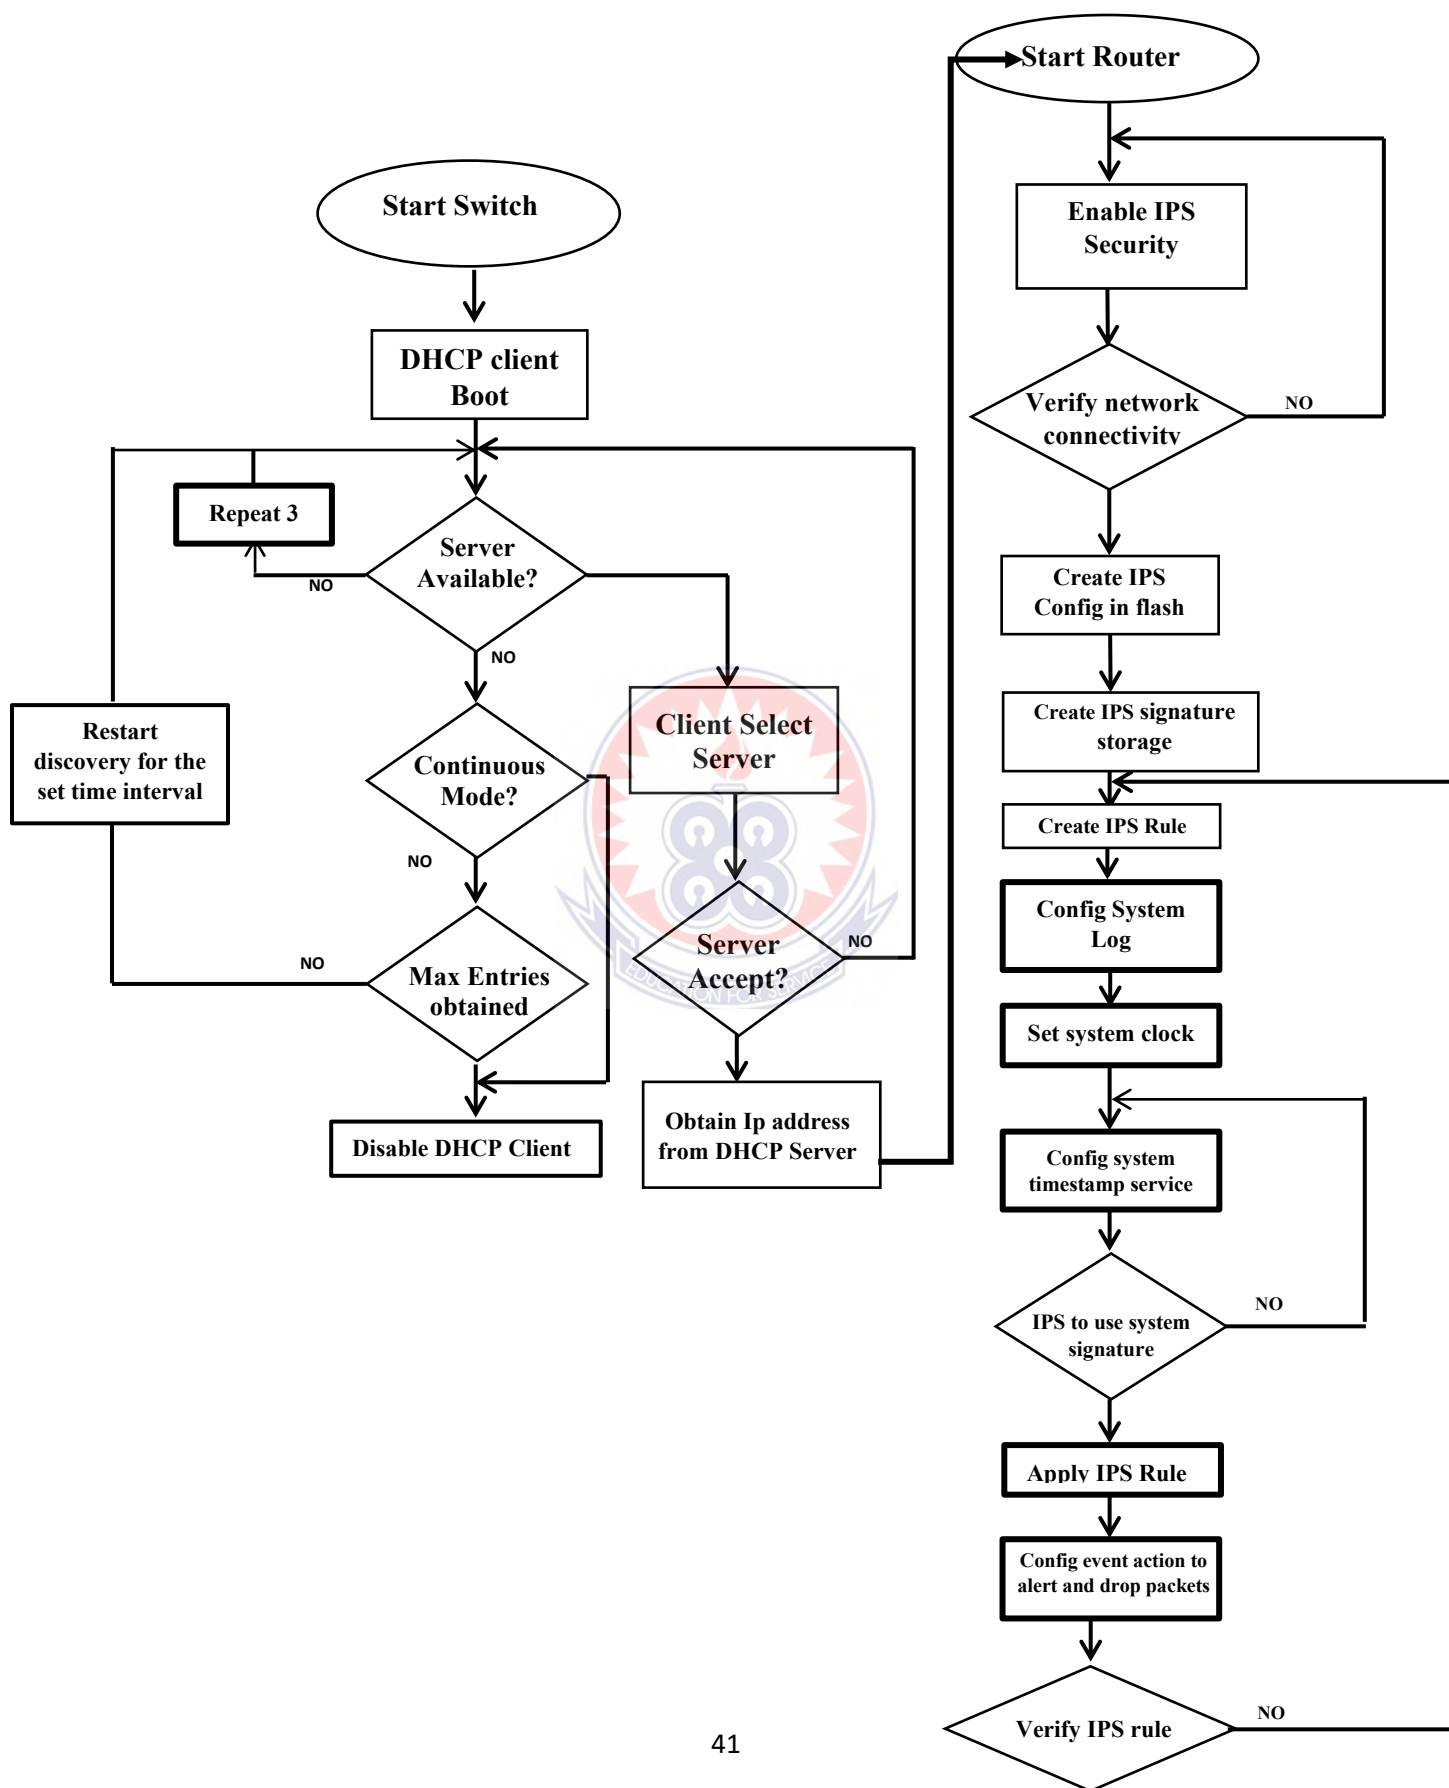 Start Switch
DHCP client
Boot
Repeat 3
Server
Available?
NO
NO
Restart
discovery for the
set time interval
Continuous
Mode?
NO
Client Select
Server
NO
Max Entries
obtained
Server
Accept?
NO
EDUCATION FOR SERVICE
Disable DHCP Client
Obtain Ip address
from DHCP Server
Start Router
Enable IPS
Security
Verify network
connectivity
NO
Create IPS
Config in flash
Create IPS signature
storage
Create IPS Rule
Config System
Log
Set system clock
Config system
timestamp service
IPS to use system
signature
NO
Apply IPS Rule
Config event action to
alert and drop packets
Verify IPS rule
NO
41